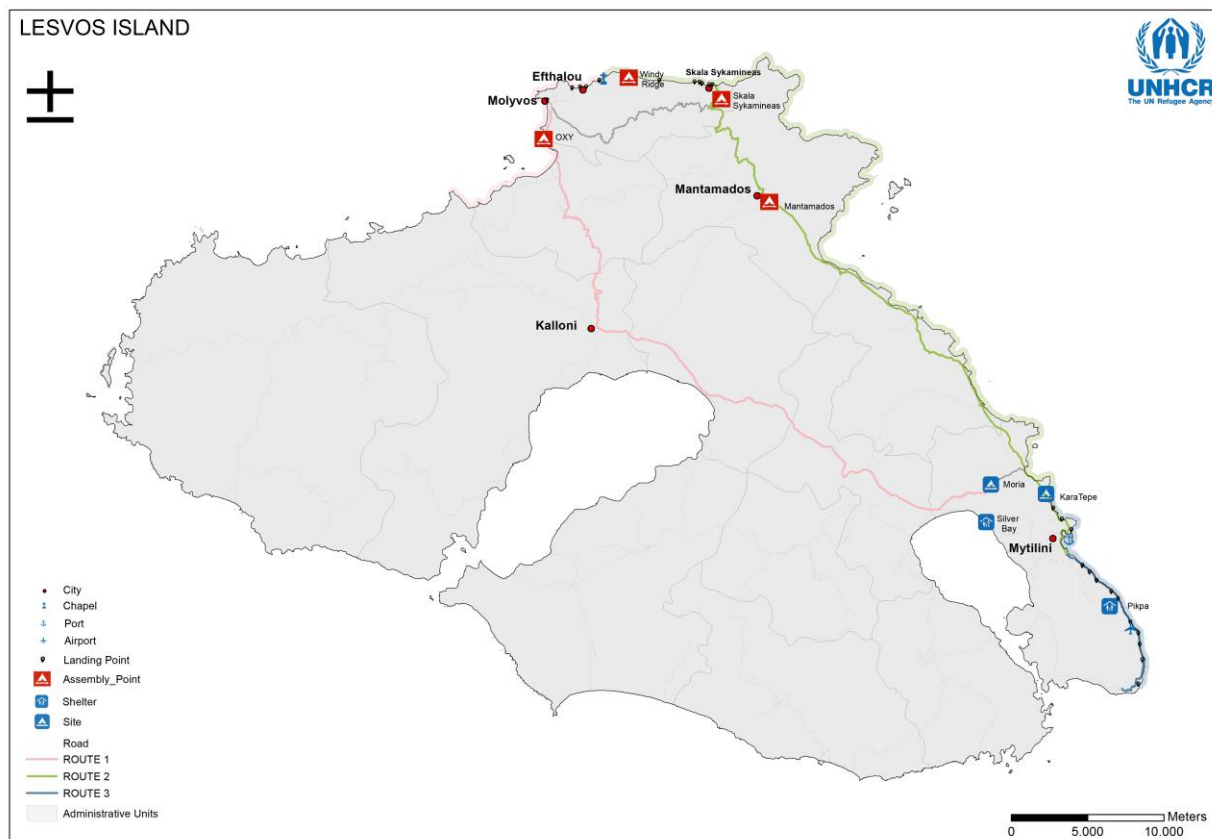 LESVOS ISLAND
UNHCR
The UN Refugee Agency
Efthalou
Windy
Ridge
Skala Sykamineas
Molyvos
Skala
Sykamineas
OXY
Mantamados
Mantamados
Kalloni
Moria
KaraTepe
Silver
Bay
Mytilini
Pikpa
City
Chapel
Port
Airport
Landing Point
Assembly_Point
Shelter
Site
Road
ROUTE 1
ROUTE 2
ROUTE 3
Administrative Units
Meters
0 5.000 10.000